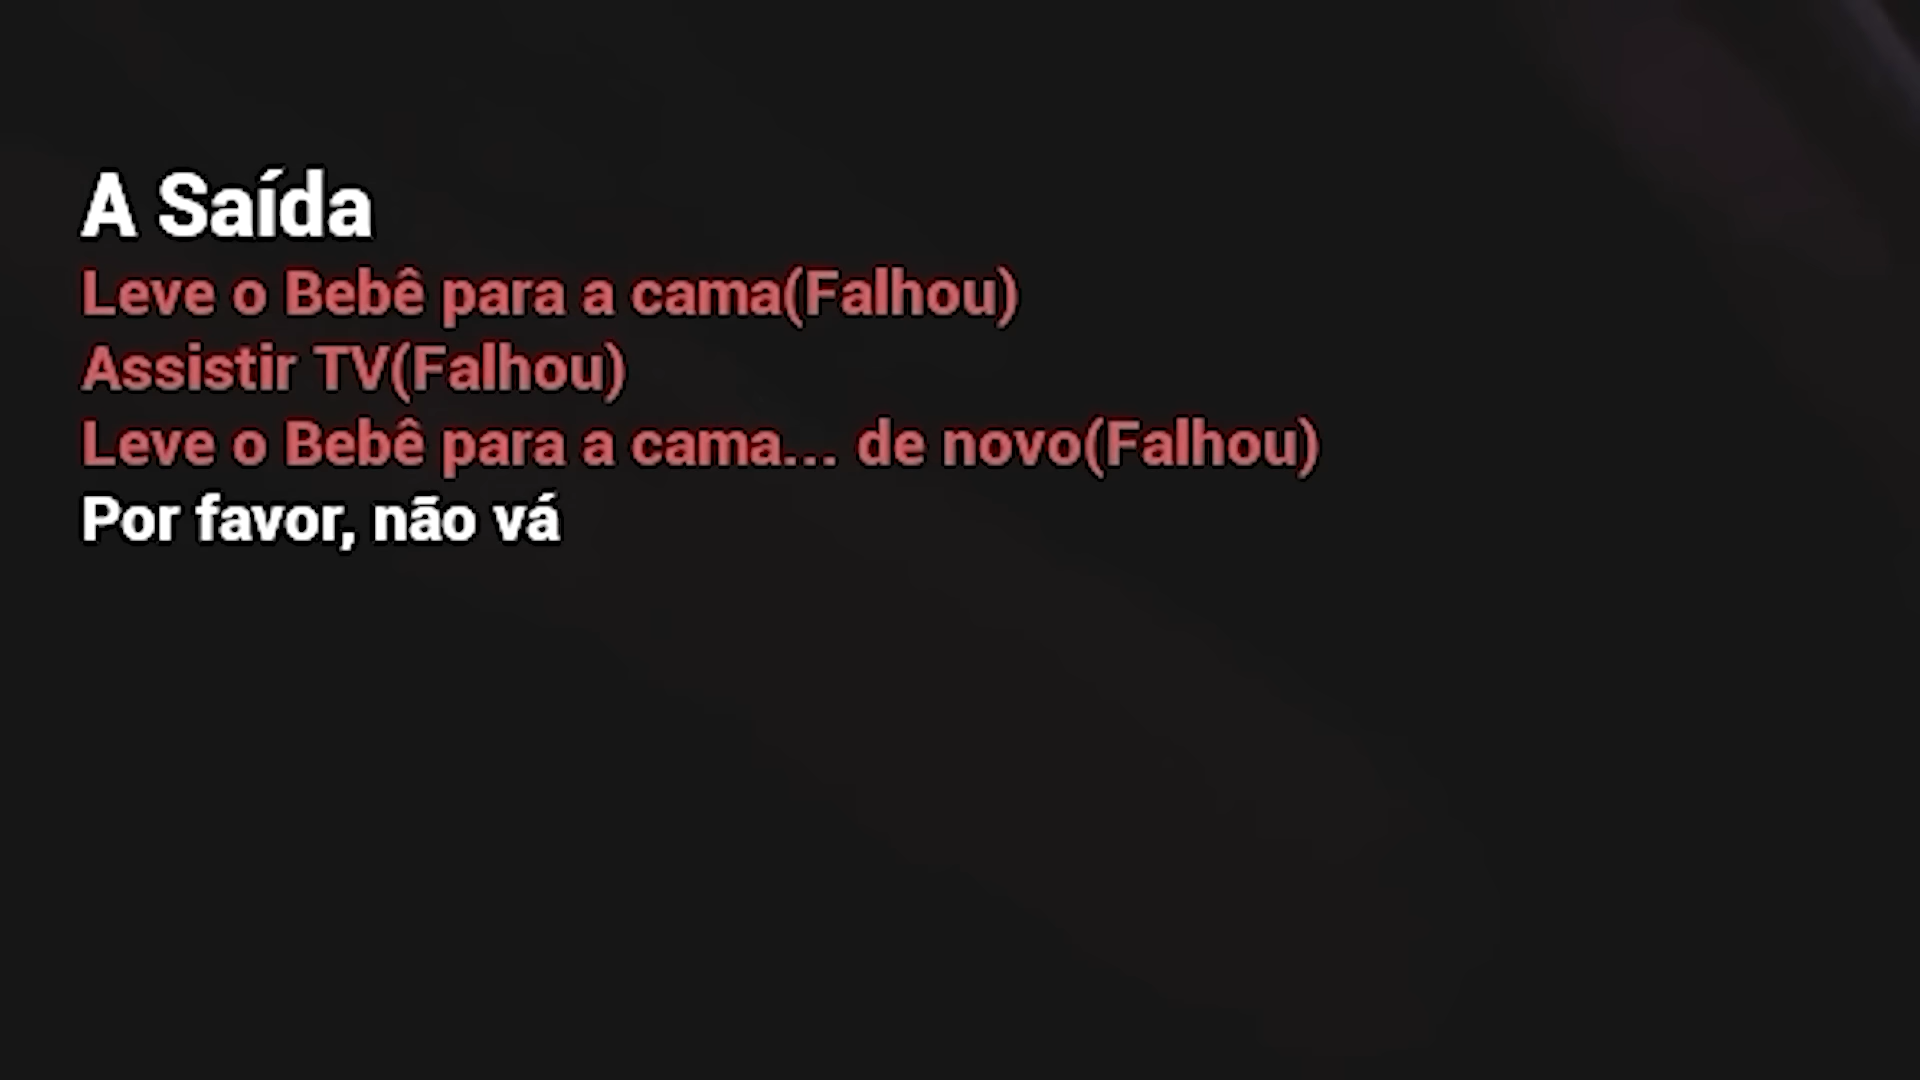 A Saída
Leve o Bebê para a cama(Falhou)
Assistir TV(Falhou)
Leve o Bebê para a cama... de novo(Falhou)
Por favor, não vá